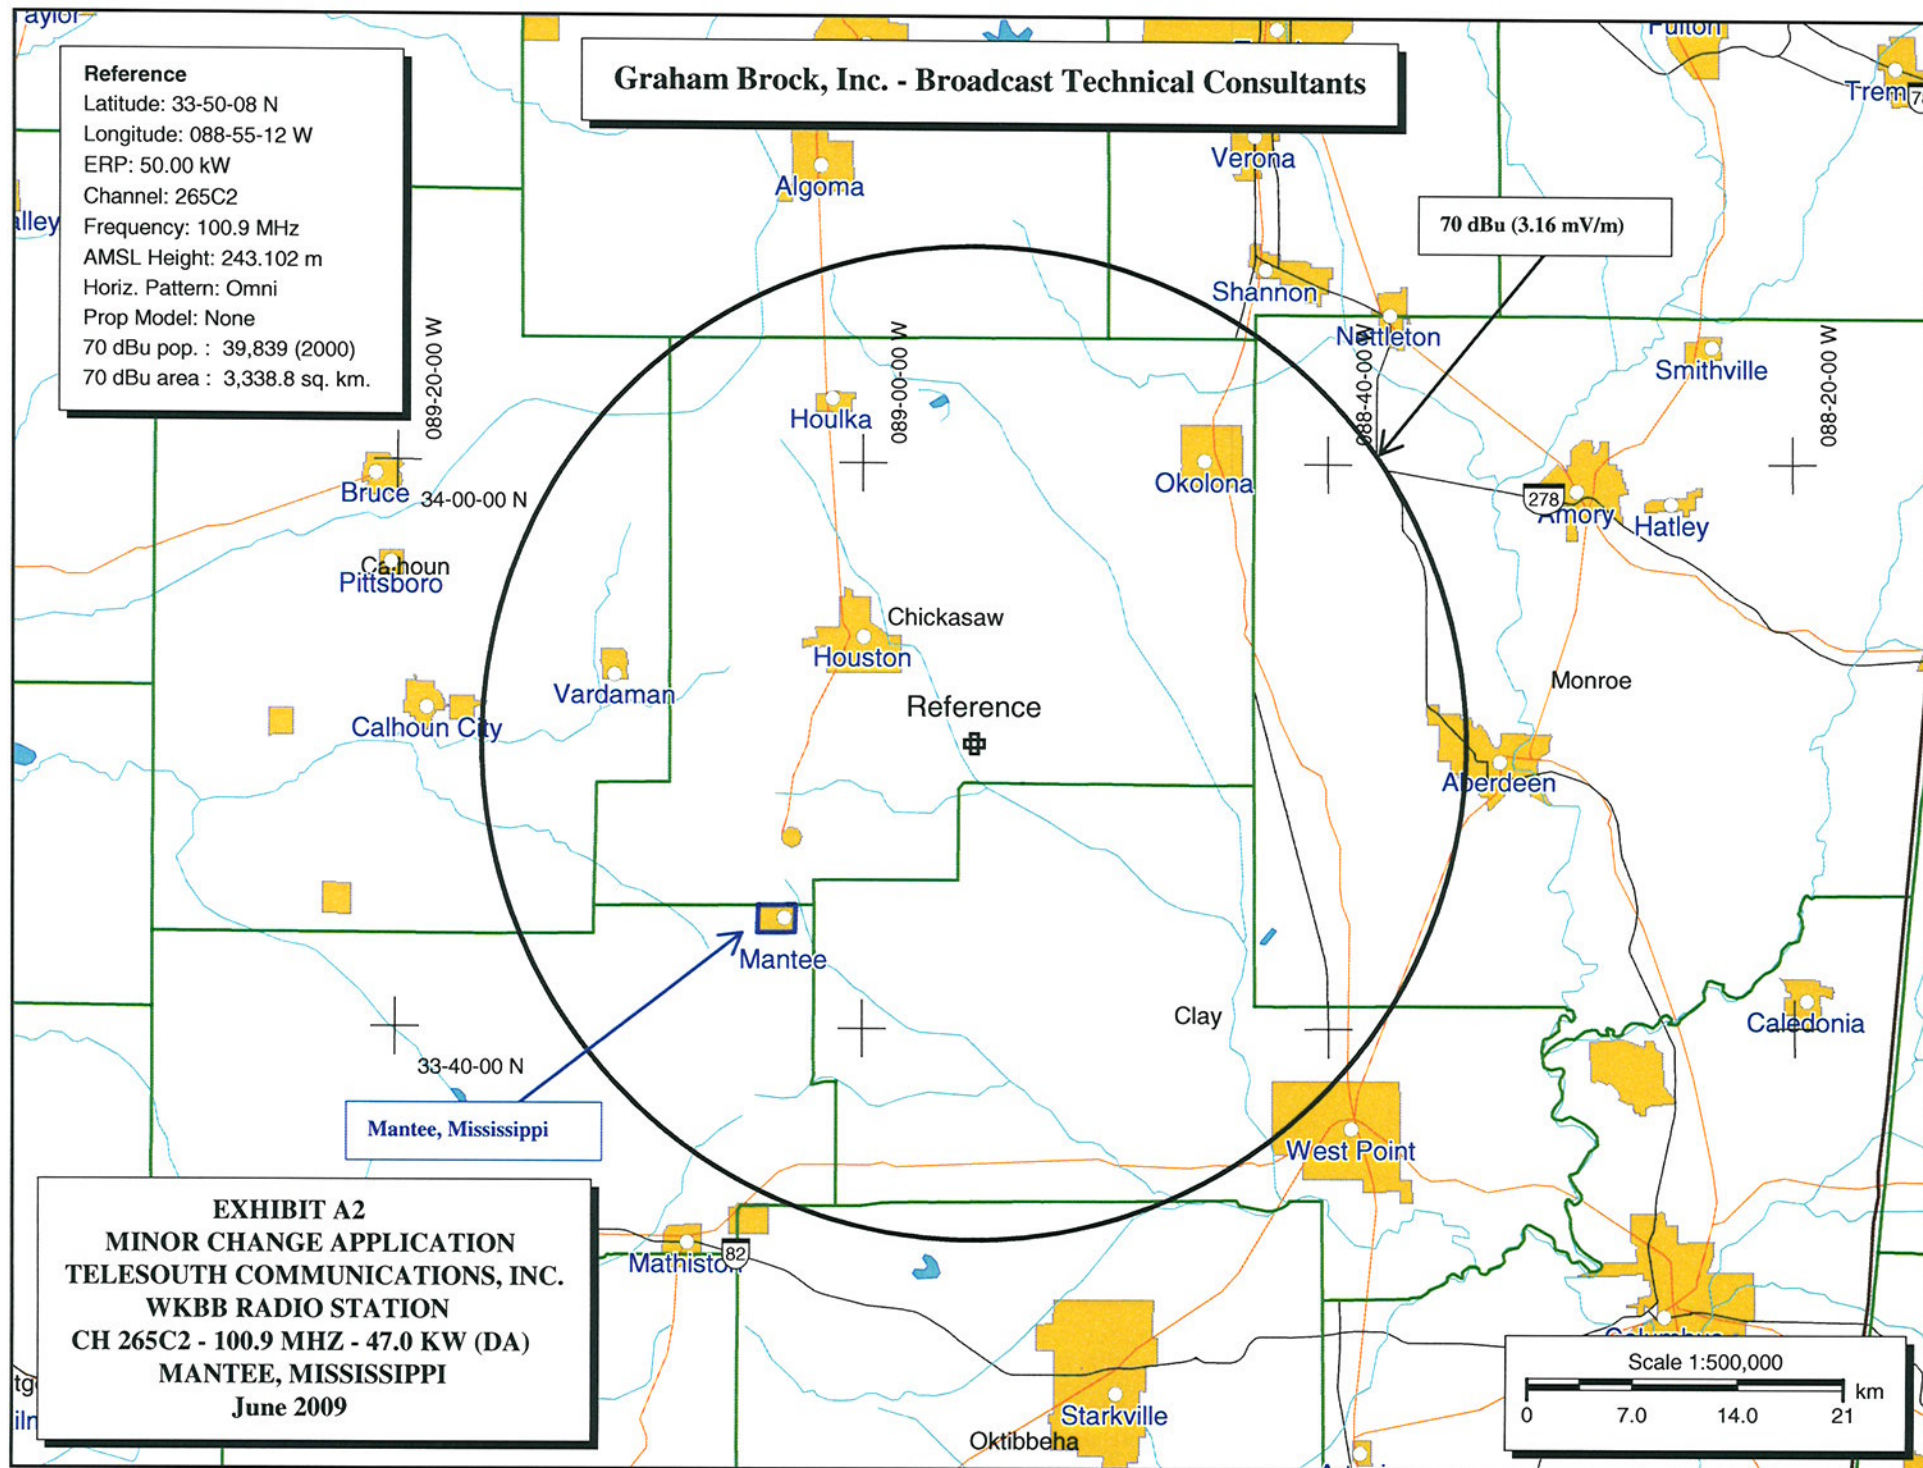 Graham Brock, Inc. - Broadcast Technical Consultants
Reference
Latitude: 33-50-08 N
Longitude: 088-55-12 W
ERP: 50.00 kW
Channel: 265C2
Frequency: 100.9 MHz
AMSL Height: 243.102 m
Horiz. Pattern: Omni
Prop Model: None
70 dBu pop. : 39,839 (2000)
70 dBu area : 3,338.8 sq. km.
Fulton
Verona
Algoma
70 dBu (3.16 mV/m)
Shannon
Nettleton
Smithville
089-20-00 W
089-00-00 W
088-40-00 W
088-20-00 W
Houlka
Okolona
Bruce
34-00-00 N
278
Amory
Hatley
Calhoun
Pittsboro
Chickasaw
Houston
Vardaman
Monroe
Reference
Calhoun City
Aberdeen
Mantee
Clay
Caledonia
33-40-00 N
Mantee, Mississippi
West Point
82
Mathiston
EXHIBIT A2
MINOR CHANGE APPLICATION
TELESOUTH COMMUNICATIONS, INC.
WKBB RADIO STATION
CH 265C2 - 100.9 MHZ - 47.0 KW (DA)
MANTEE, MISSISSIPPI
June 2009
Starkville
Oktibbeha
Columbus
Scale 1:500,000
km
0 7.0 14.0 21